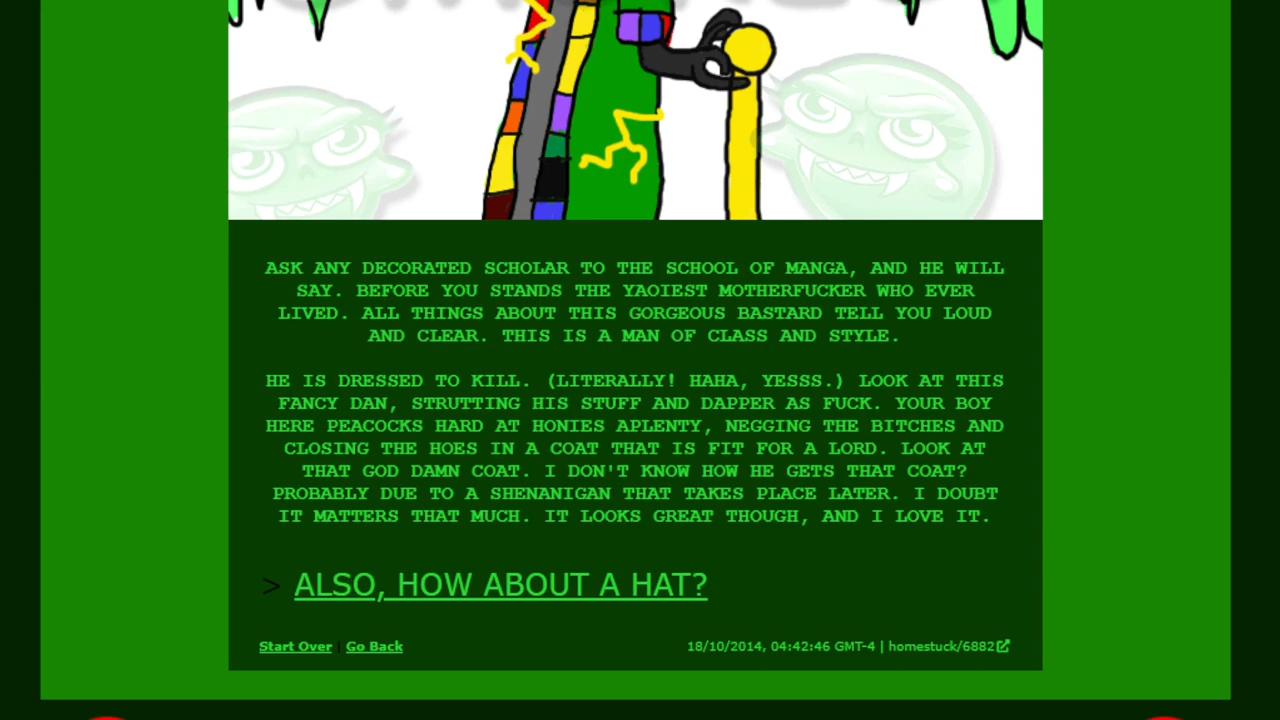 ASK ANY DECORATED SCHOLAR TO THE SCHOOL OF MANGA, AND HE WILL
SAY. BEFORE YOU STANDS THE YAOIEST MOTHERFUCKER WHO EVER
LIVED. ALL THINGS ABOUT THIS GORGEOUS BASTARD TELL YOU LOUD
AND CLEAR. THIS IS A MAN OF CLASS AND STYLE.
HE IS DRESSED TO KILL. (LITERALLY! HAHA, YESSS.) LOOK AT THIS
FANCY DAN, STRUTTING HIS STUFF AND DAPPER AS FUCK. YOUR BOY
HERE PEACOCKS HARD AT HONIES APLENTY, NEGGING THE BITCHES AND
CLOSING THE HOES IN A COAT THAT IS FIT FOR A LORD. LOOK AT
THAT GOD DAMN COAT. I DON'T KNOW HOW HE GETS THAT COAT?
PROBABLY DUE TO A SHENANIGAN THAT TAKES PLACE LATER. I DOUBT
IT MATTERS THAT MUCH. IT LOOKS GREAT THOUGH, AND I LOVE IT.
> ALSO, HOW ABOUT A HAT?
Start Over | Go Back 18/10/2014, 04:42:46 GMT-4 | homestuck/6882